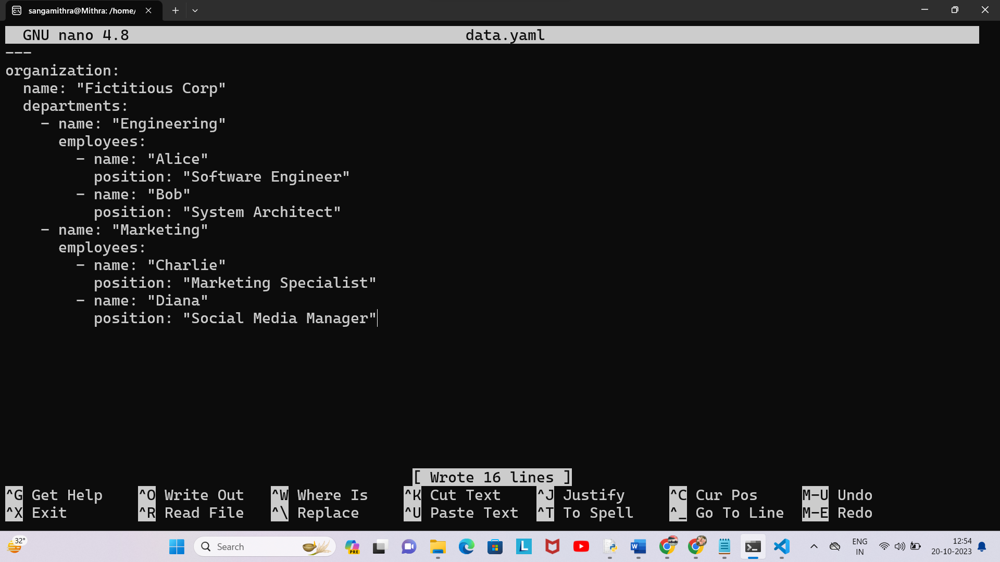 sangamithra@Mithra: /home/
GNU nano 4.8 data.yaml
---
organization:
  name: "Fictitious Corp"
  departments:
    - name: "Engineering"
      employees:
        - name: "Alice"
          position: "Software Engineer"
        - name: "Bob"
          position: "System Architect"
    - name: "Marketing"
      employees:
        - name: "Charlie"
          position: "Marketing Specialist"
        - name: "Diana"
          position: "Social Media Manager"
[ Wrote 16 lines ]
^G Get Help ^O Write Out ^W Where Is ^K Cut Text ^J Justify ^C Cur Pos M-U Undo
^X Exit ^R Read File ^\ Replace ^U Paste Text ^T To Spell ^_ Go To Line M-E Redo
32°
Search
PRE
L
W
ENG
IN
12:54
20-10-2023